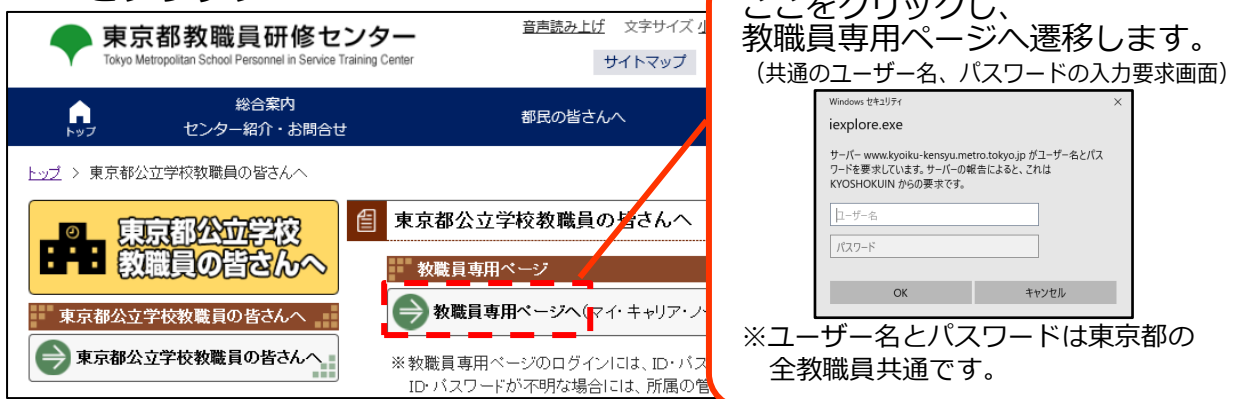 東京都教職員研修センター
Tokyo Metropolitan School Personnel in Service Training Center
音声読み上げ 文字サイズ 小
サイトマップ
トップ
総合案内
センター紹介・お問合せ
都民の皆さんへ
トップ > 東京都公立学校教職員の皆さんへ
東京都公立学校
教職員の皆さんへ
東京都公立学校教職員の皆さんへ
東京都公立学校教職員の皆さんへ
東京都公立学校教職員の皆さんへ
教職員専用ページ
教職員専用ページへ(マイ・キャリア・ノ
※教職員専用ページのログインには、ID・パス
ID・パスワードが不明な場合には、所属の管
ここをクリックし、
教職員専用ページへ遷移します。
(共通のユーザー名、パスワードの入力要求画面)
Windows セキュリティ
iexplore.exe
サーバー www.kyoiku-kensyu.metro.tokyo.jp がユーザー名とパス
ワードを要求しています。サーバーの報告によると、これは
KYOSHOKUIN からの要求です。
ユーザー名
パスワード
OK
キャンセル
※ユーザー名とパスワードは東京都の
全教職員共通です。